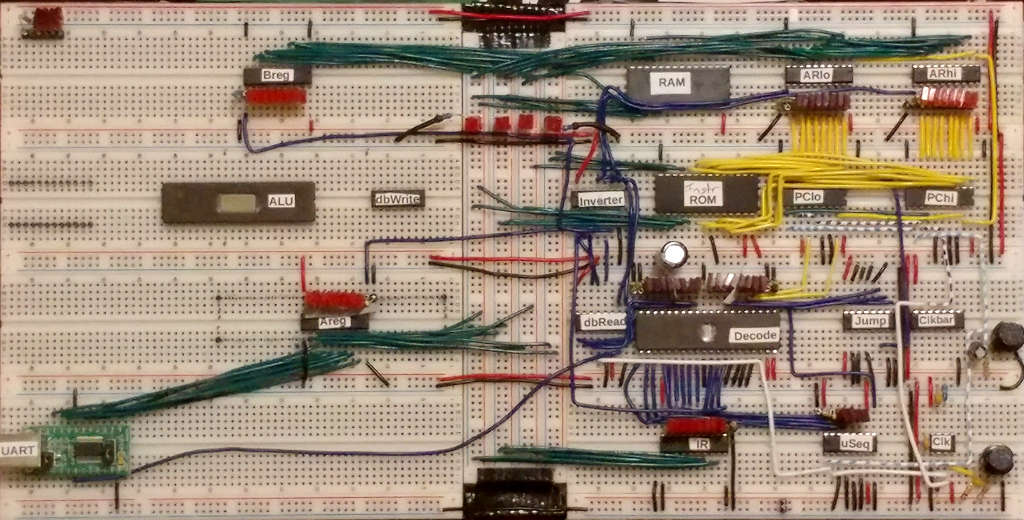 Breg
RAM
ARlo
ARhi
ALU
dbWrite
Inverter
Instr
ROM
PClo
PChi
Areg
dbRead
Decode
Jump
Clkbar
UART
IR
uSeq
Clk